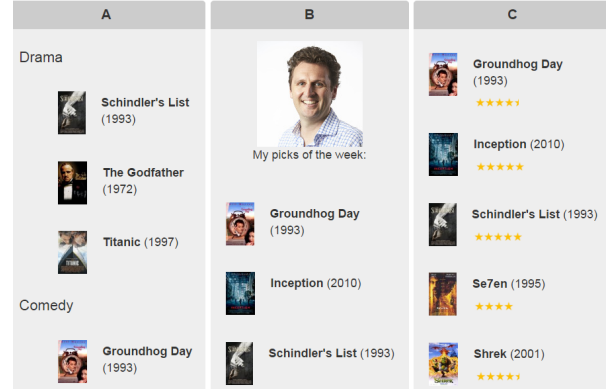 A
Drama
Schindler's List
(1993)
The Godfather
(1972)
Titanic (1997)
Comedy
Groundhog Day
(1993)
B
My picks of the week:
Groundhog Day
(1993)
Inception (2010)
Schindler's List (1993)
C
Groundhog Day
(1993)
Inception (2010)
Schindler's List (1993)
Se7en (1995)
Shrek (2001)